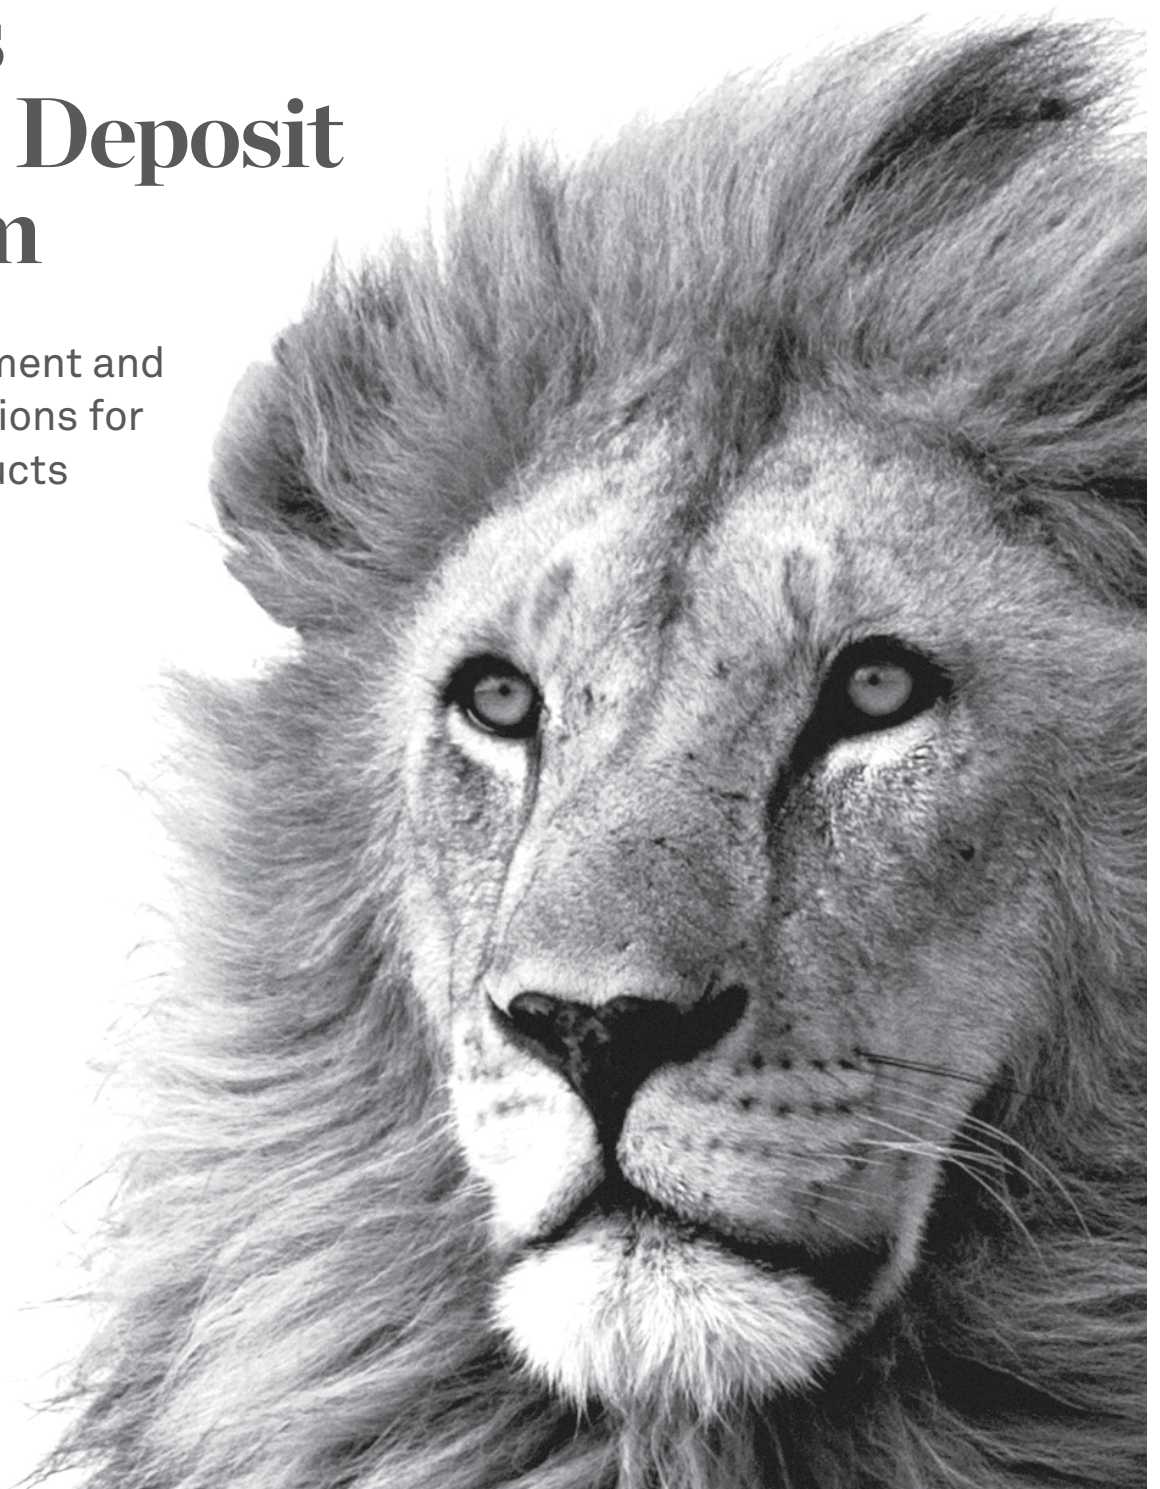 s
Deposit
m
ment and
ions for
ucts